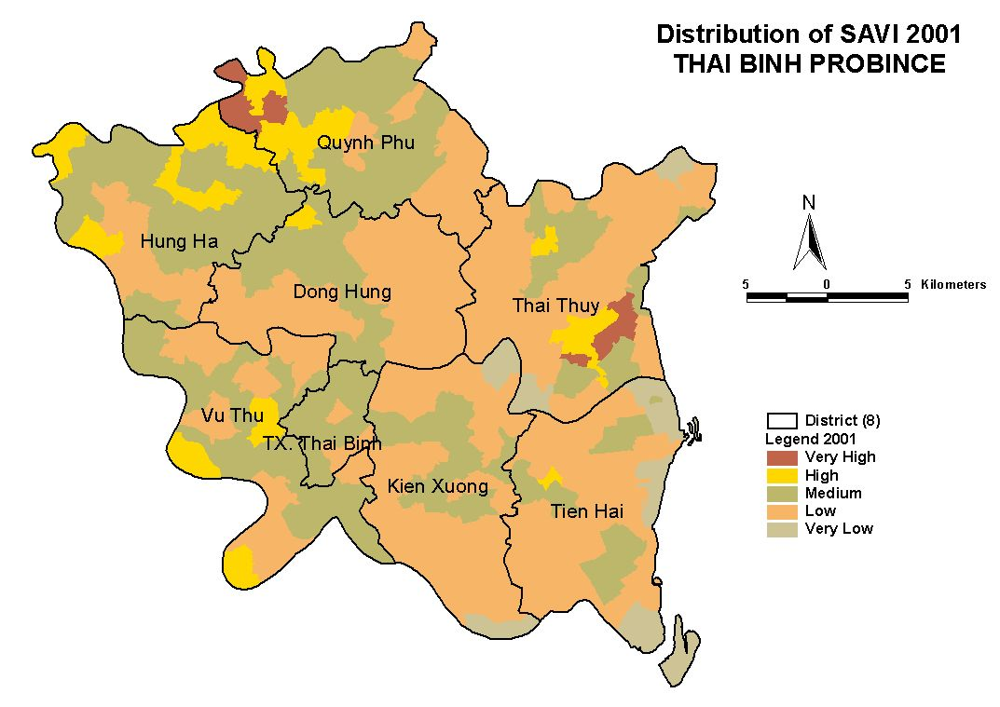 Distribution of SAVI 2001
THAI BINH PROBINCE
Quynh Phu
Hung Ha
Dong Hung
Thai Thuy
Vu Thu
TX. Thai Binh
Kien Xuong
Tien Hai
N
5 0 5 Kilometers
District (8)
Legend 2001
Very High
High
Medium
Low
Very Low